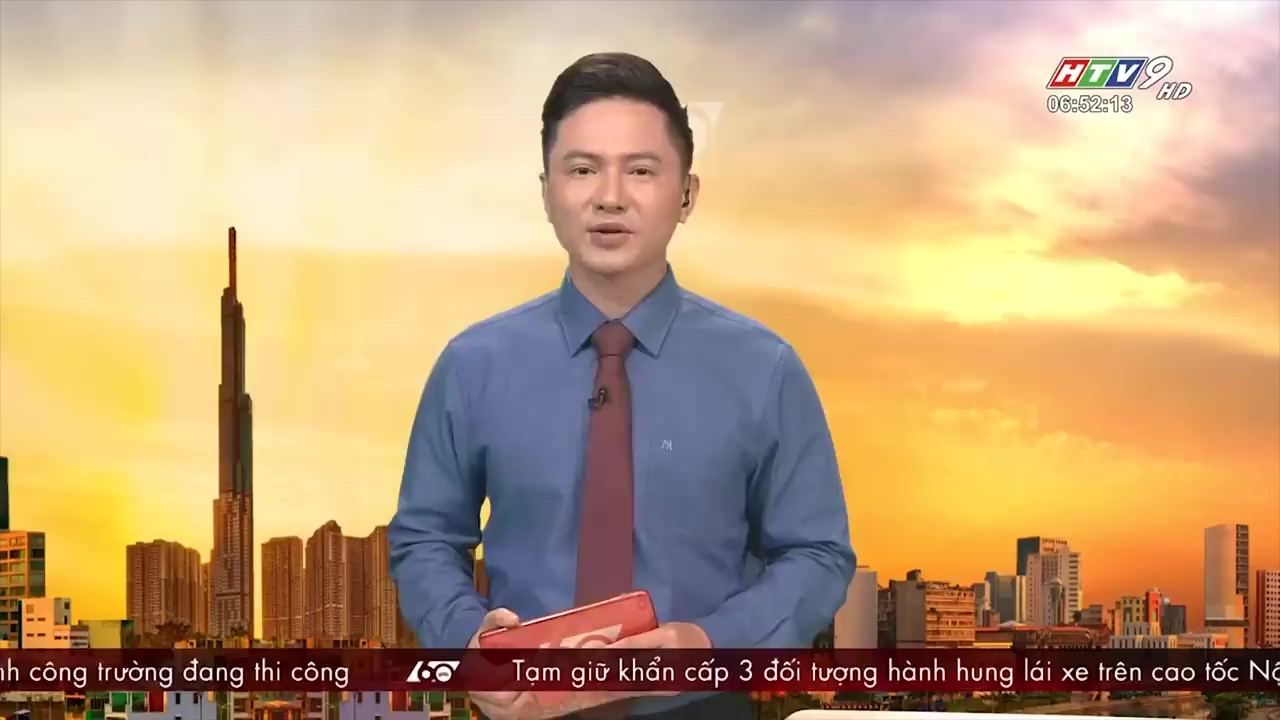 HTV9
HD
06:52:13
công trường đang thi công
60
Tạm giữ khẩn cấp 3 đối tượng hành hung lái xe trên cao tốc